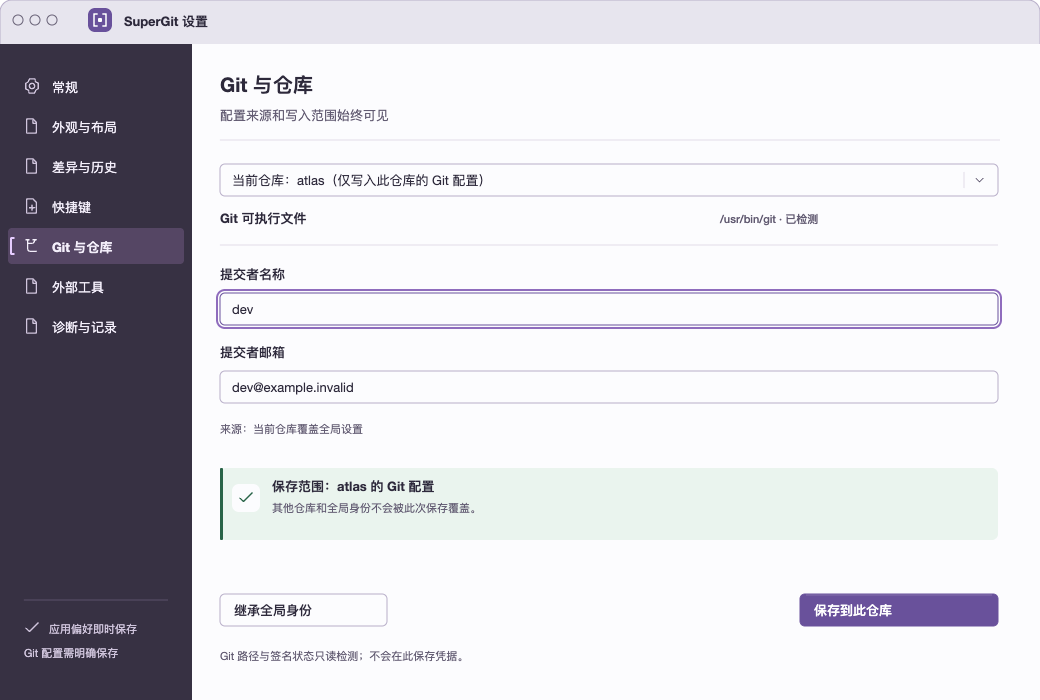 SuperGit 设置
常规
外观与布局
差异与历史
快捷键
Git 与仓库
外部工具
诊断与记录
应用偏好即时保存
Git 配置需明确保存
Git 与仓库
配置来源和写入范围始终可见
当前仓库：atlas（仅写入此仓库的 Git 配置）
Git 可执行文件
/usr/bin/git · 已检测
提交者名称
dev
提交者邮箱
dev@example.invalid
来源：当前仓库覆盖全局设置
保存范围：atlas 的 Git 配置
其他仓库和全局身份不会被此次保存覆盖。
继承全局身份
保存到此仓库
Git 路径与签名状态只读检测；不会在此保存凭据。